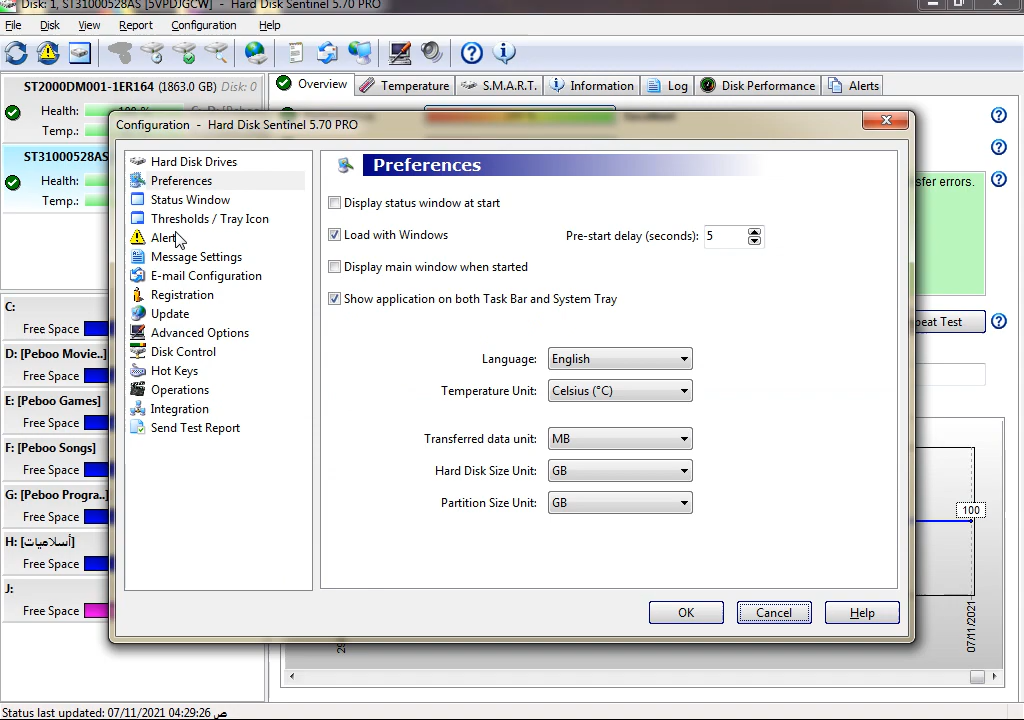 Disk: 1, ST31000528AS [5VPDJGCW] - Hard Disk Sentinel 5.70 PRO
File Disk View Report Configuration Help
ST2000DM001-1ER164 (1863.0 GB) Disk: 0
Overview Temperature S.M.A.R.T. Information Log Disk Performance Alerts
Health: 100 %
Temp.:
ST31000528AS
Health:
Temp.:
sfer errors.
peat Test
C:
Free Space
D: [Peboo Movie..]
Free Space
E: [Peboo Games]
Free Space
F: [Peboo Songs]
Free Space
G: [Peboo Progra..]
Free Space
H: [أسلاميات]
Free Space
J:
Free Space
Configuration - Hard Disk Sentinel 5.70 PRO
Hard Disk Drives
Preferences
Status Window
Thresholds / Tray Icon
Alert
Message Settings
E-mail Configuration
Registration
Update
Advanced Options
Disk Control
Hot Keys
Operations
Integration
Send Test Report
Preferences
Display status window at start
Load with Windows
Pre-start delay (seconds): 5
Display main window when started
Show application on both Task Bar and System Tray
Language: English
Temperature Unit: Celsius (°C)
Transferred data unit: MB
Hard Disk Size Unit: GB
Partition Size Unit: GB
OK Cancel Help
100
07/11/2021
Status last updated: 07/11/2021 04:29:26 ص